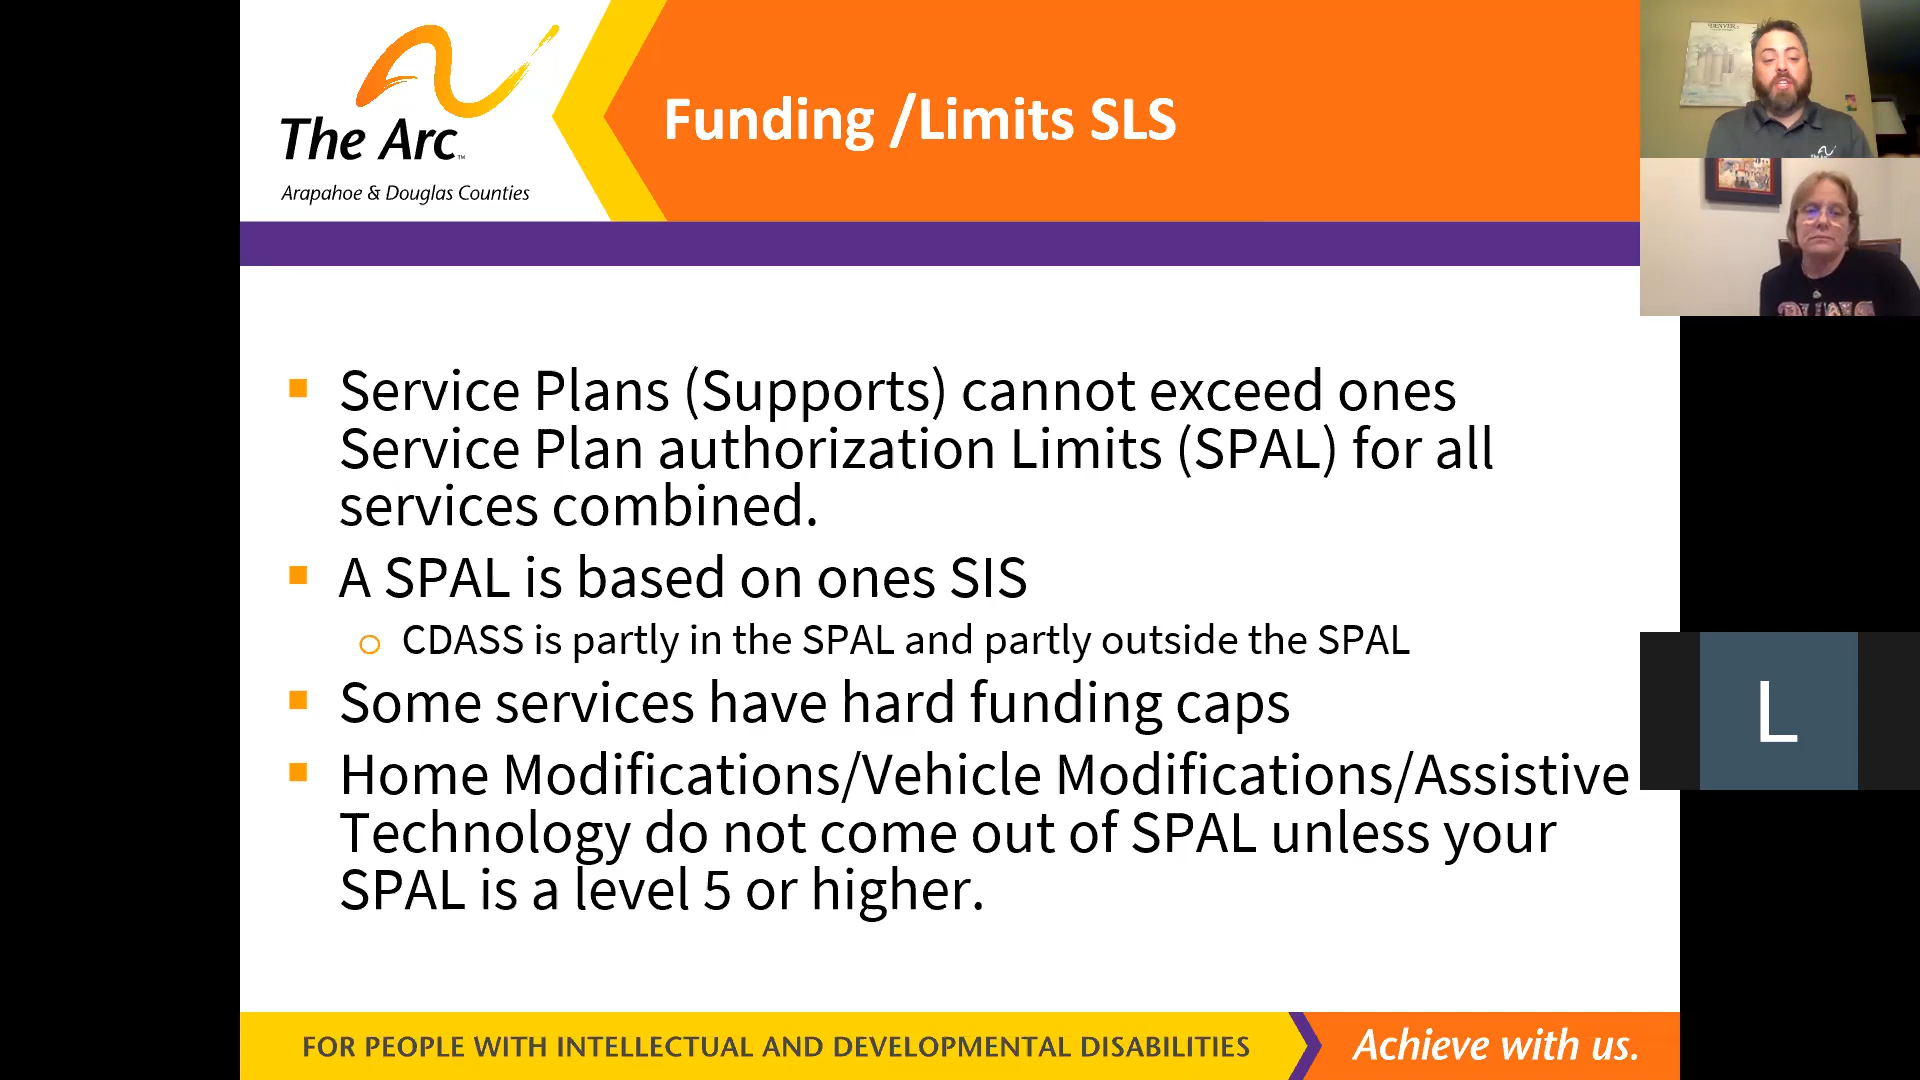 The Arc™
Arapahoe & Douglas Counties
Funding /Limits SLS
Service Plans (Supports) cannot exceed ones
Service Plan authorization Limits (SPAL) for all
services combined.
A SPAL is based on ones SIS
CDASS is partly in the SPAL and partly outside the SPAL
Some services have hard funding caps
Home Modifications/Vehicle Modifications/Assistive
Technology do not come out of SPAL unless your
SPAL is a level 5 or higher.
FOR PEOPLE WITH INTELLECTUAL AND DEVELOPMENTAL DISABILITIES
Achieve with us.
DENVER
L